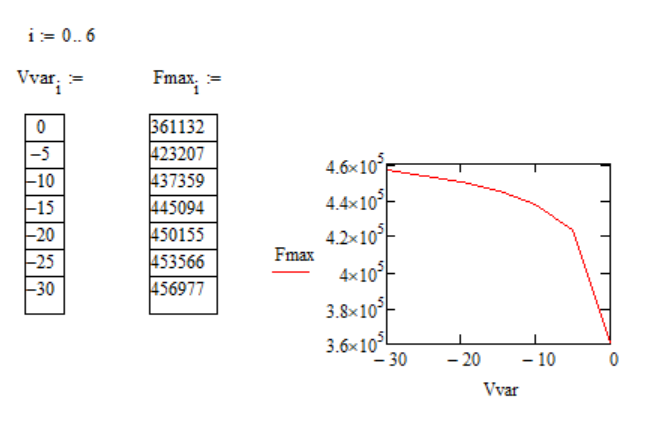 i := 0.. 6
Vvar_i := Fmax_i :=
0 361132
−5 423207
−10 437359
−15 445094
−20 450155
−25 453566
−30 456977
4.6×10^5
4.4×10^5
4.2×10^5
4×10^5
3.8×10^5
3.6×10^5
Fmax
− 30 − 20 − 10 0
Vvar